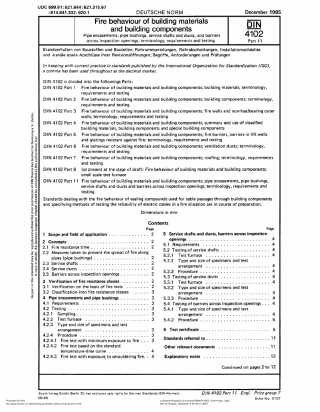 UDC 699.81 : 621.644 : 621.315.67
: 614.841.332 : 620.1
DEUTSCHE NORM
December 1985
Fire behaviour of building materials
and building components
Pipe encasements, pipe bushings, service shafts and ducts, and barriers
across inspection openings, terminology, requirements and testing
DIN
4102
Part 11
Brandverhalten von Baustoffen und Bauteilen; Rohrummantelungen, Rohrabschottungen, Installationsschächte
und -kanäle sowie Abschlüsse ihrer Revisionsöffnungen; Begriffe, Anforderungen und Prüfungen
In keeping with current practice in standards published by the International Organization for Standardization (ISO),
a comma has been used throughout as the decimal marker.
DIN 4102 is divided into the following Parts:
DIN 4102 Part 1 Fire behaviour of building materials and building components; building materials; terminology,
requirements and testing
DIN 4102 Part 2 Fire behaviour of building materials and building components; building components; terminology,
requirements and testing
DIN 4102 Part 3 Fire behaviour of building materials and building components; fire walls and non-loadbearing outer
walls; terminology, requirements and testing
DIN 4102 Part 4 Fire behaviour of building materials and building components; summary and use of classified
building materials, building components and special building components
DIN 4102 Part 5 Fire behaviour of building materials and building components; fire barriers, barriers in lift wells
and glazings resistant against fire; terminology, requirements and testing
DIN 4102 Part 6 Fire behaviour of building materials and building components; ventilation ducts; terminology,
requirements and testing
DIN 4102 Part 7 Fire behaviour of building materials and building components; roofing; terminology, requirements
and testing
DIN 4102 Part 8 (at present at the stage of draft) Fire behaviour of building materials and building components;
small scale test furnace
DIN 4102 Part 11 Fire behaviour of building materials and building components; pipe encasements, pipe bushings,
service shafts and ducts and barriers across inspection openings; terminology, requirements and
testing
Standards dealing with the fire behaviour of sealing compounds used for cable passages through building components
and specifying methods of testing the reliability of electric cables in a fire situation are in course of preparation.
Dimensions in mm
Contents
Page
1 Scope and field of application . . 2
2 Concepts . . 2
2.1 Fire resistance time . . 2
2.2 Measures taken to prevent the spread of fire along
pipes (pipe bushings) . . 2
2.3 Service shafts . . 2
2.4 Service ducts . . 2
2.5 Barriers across inspection openings . . 2
3 Verification of fire resistance classes . . 2
3.1 Verification on the basis of fire tests . . 2
3.2 Classification into fire resistance classes . . 3
4 Pipe encasements and pipe bushings . . 3
4.1 Requirements . . 3
4.2 Testing . . 3
4.2.1 Sampling . . 3
4.2.2 Test furnace . . 3
4.2.3 Type and size of specimens and test
arrangement . . 3
4.2.4 Procedure . . 4
4.2.4.1 Fire test with minimum exposure to fire . . 3
4.2.4.2 Fire test based on the standard
temperature-time curve . . 4
4.2.4.3 Fire test with exposure to smouldering fire . . 5
Page
5 Service shafts and ducts, barriers across inspection
openings . . 4
5.1 Requirements . . 4
5.2 Testing of service shafts . . 4
5.2.1 Test furnace . . 4
5.2.2 Type and size of specimens and test
arrangement . . 4
5.2.3 Procedure . . 4
5.3 Testing of service ducts . . 4
5.3.1 Test furnace . . 4
5.3.2 Type and size of specimens and test
arrangement . . 4
5.3.3 Procedure . . 4
5.4 Testing of barriers across inspection openings . . 6
5.4.1 Type and size of specimens and test
arrangement . . 6
5.4.2 Procedure . . 6
6 Test certificate . . 6
Standards referred to . . 11
Other relevant documents . . 11
Explanatory notes . . 12
Continued on pages 2 to 12
DIN 4102 Part 11 Engl. Price group 7